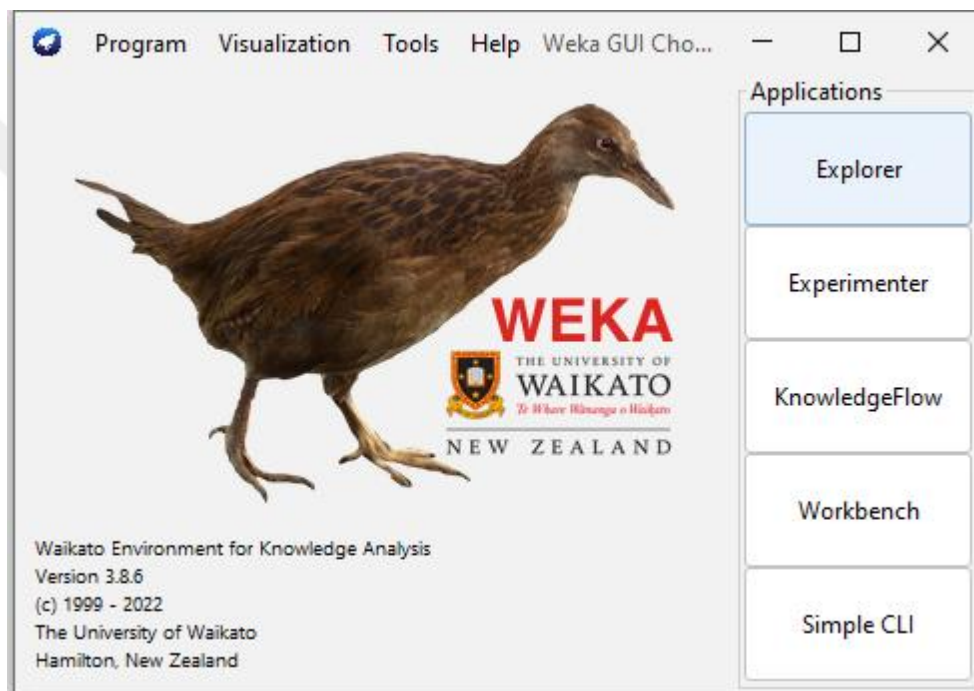 Program Visualization Tools Help Weka GUI Cho...
Applications
Explorer
Experimenter
KnowledgeFlow
Workbench
Simple CLI
WEKA
THE UNIVERSITY OF
WAIKATO
Te Whare Wānanga o Waikato
NEW ZEALAND
Waikato Environment for Knowledge Analysis
Version 3.8.6
(c) 1999 - 2022
The University of Waikato
Hamilton, New Zealand